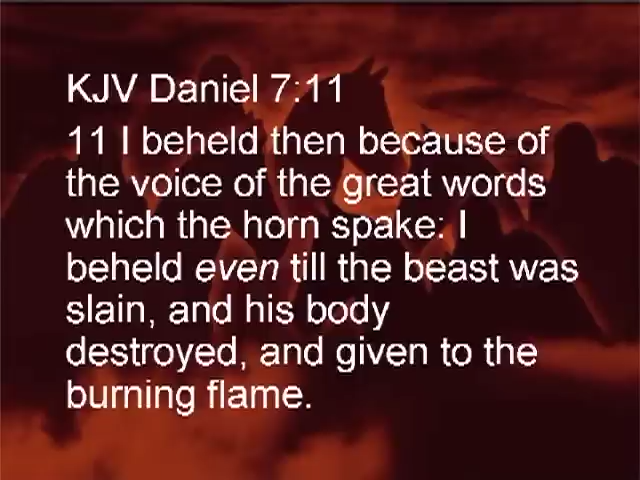 KJV Daniel 7:11
11 I beheld then because of
the voice of the great words
which the horn spake: I
beheld even till the beast was
slain, and his body
destroyed, and given to the
burning flame.